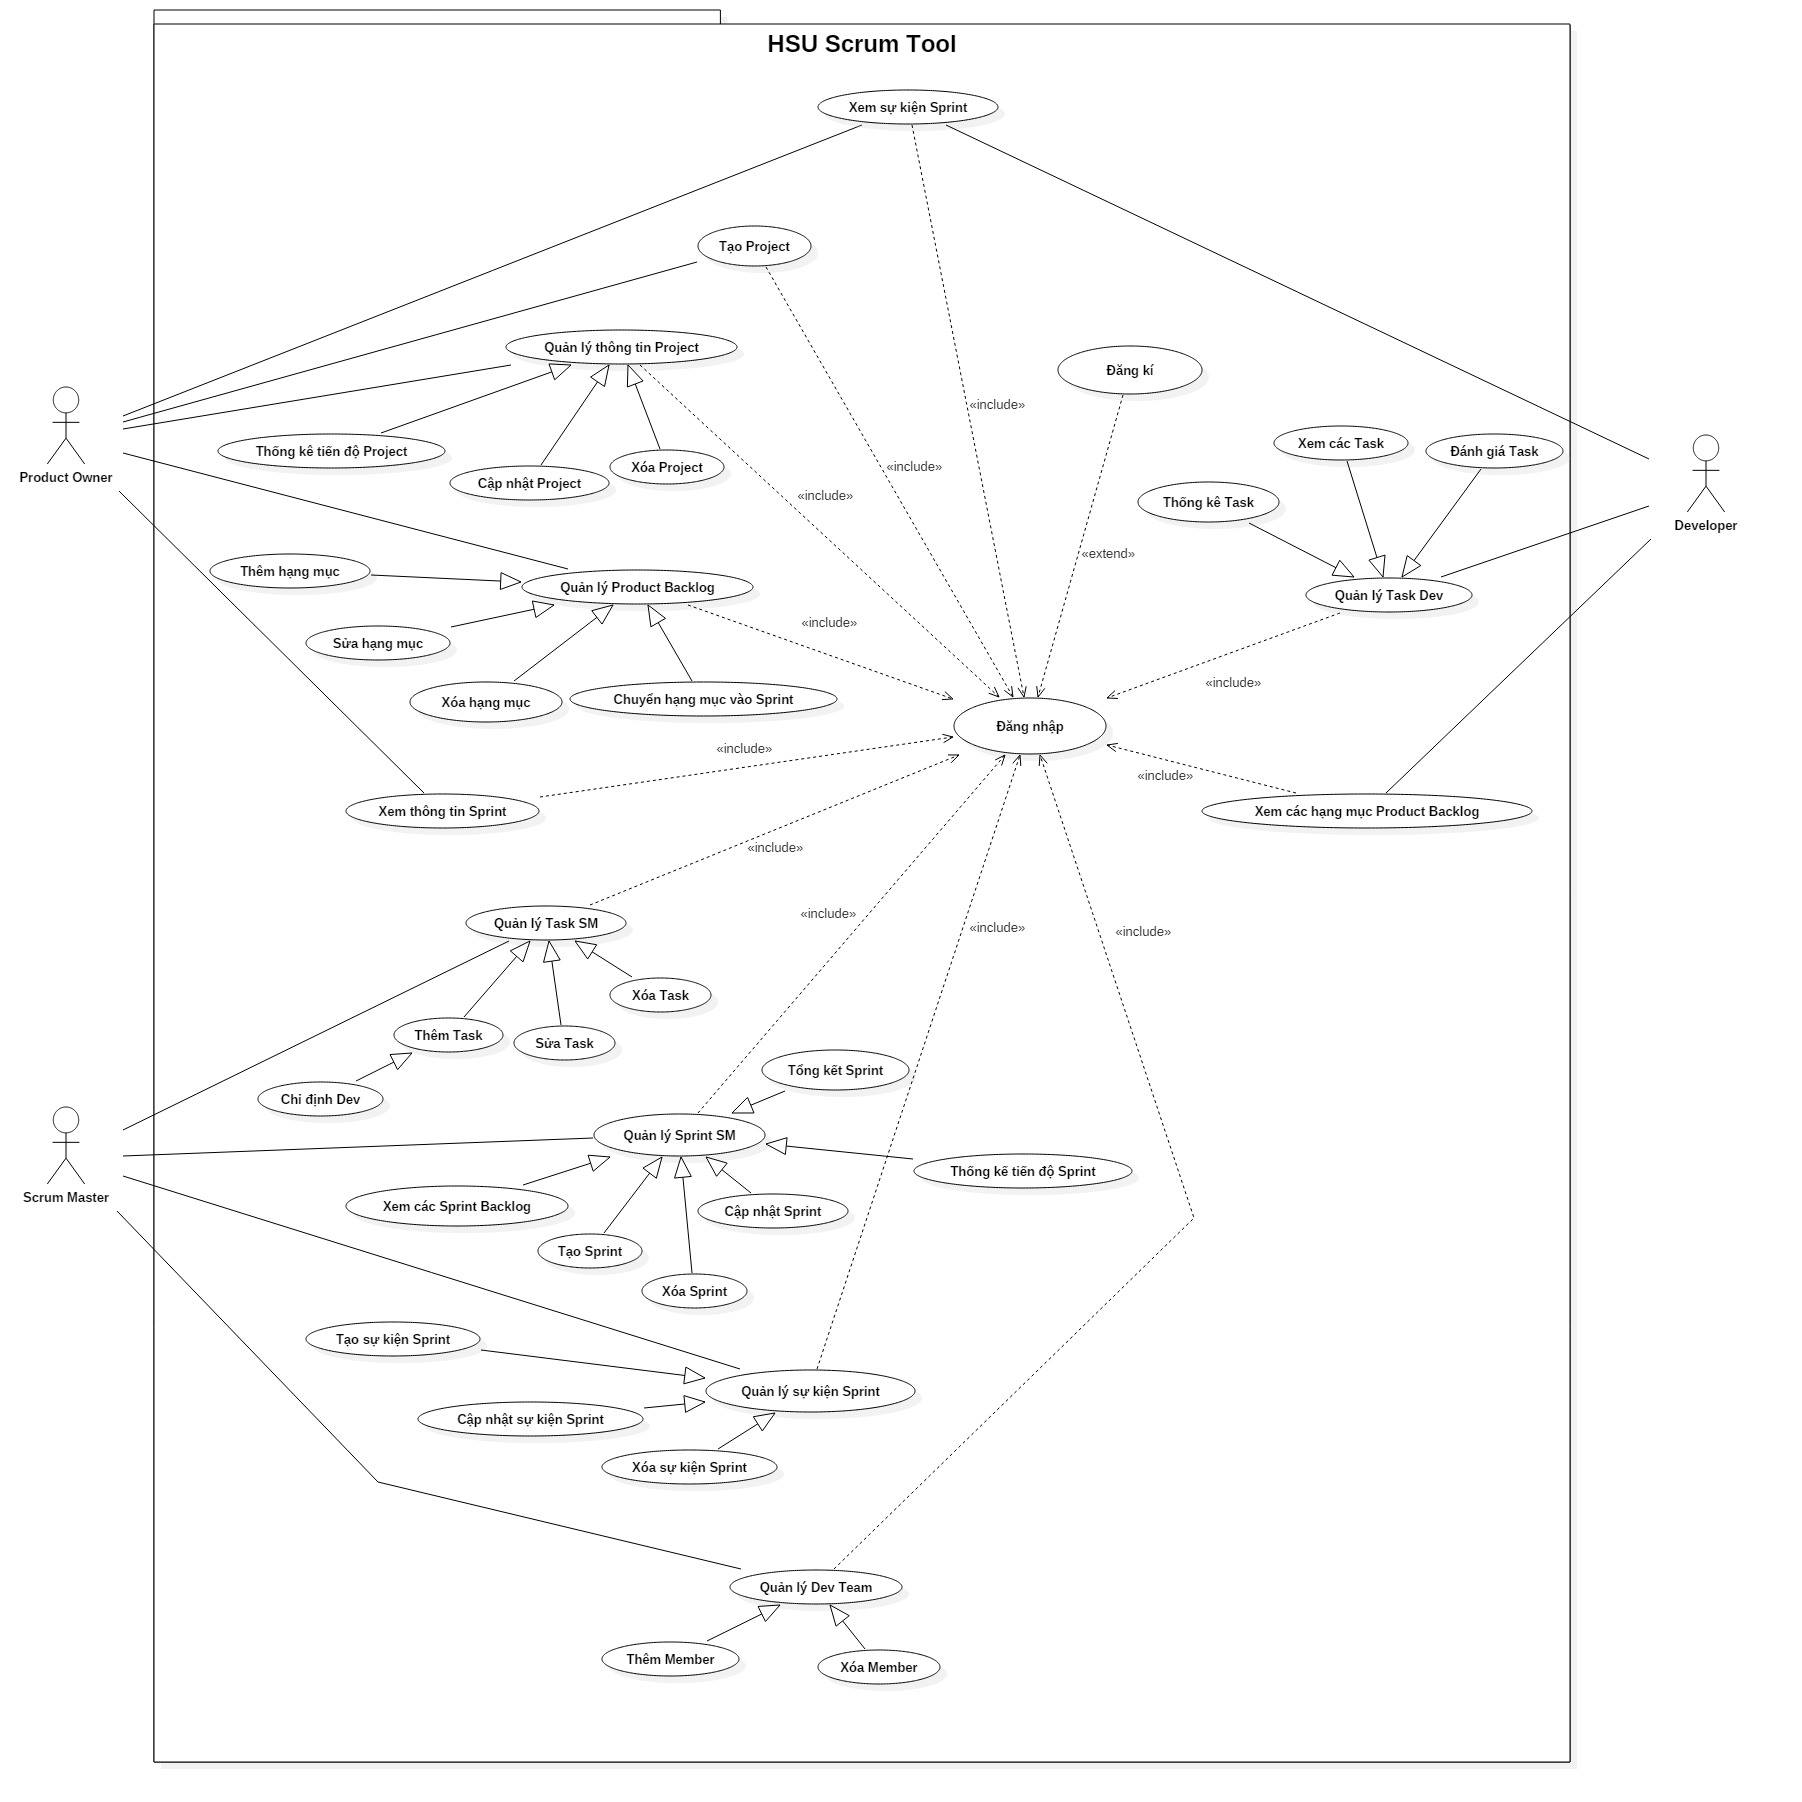 HSU Scrum Tool
Xem sự kiện Sprint
Tạo Project
Quản lý thông tin Project
Đăng kí
«include»
Xem các Task
Đánh giá Task
Thống kê tiến độ Project
Xóa Project
«include»
Product Owner
Cập nhật Project
«include»
Thống kê Task
Developer
«extend»
Thêm hạng mục
Quản lý Product Backlog
Quản lý Task Dev
«include»
Sửa hạng mục
«include»
Xóa hạng mục
Chuyển hạng mục vào Sprint
Đăng nhập
«include»
«include»
Xem thông tin Sprint
Xem các hạng mục Product Backlog
«include»
«include»
Quản lý Task SM
«include»
«include»
Xóa Task
Thêm Task
Sửa Task
Tổng kết Sprint
Chỉ định Dev
Quản lý Sprint SM
Thống kế tiến độ Sprint
Scrum Master
Xem các Sprint Backlog
Cập nhật Sprint
Tạo Sprint
Xóa Sprint
Tạo sự kiện Sprint
Quản lý sự kiện Sprint
Cập nhật sự kiện Sprint
Xóa sự kiện Sprint
Quản lý Dev Team
Thêm Member
Xóa Member